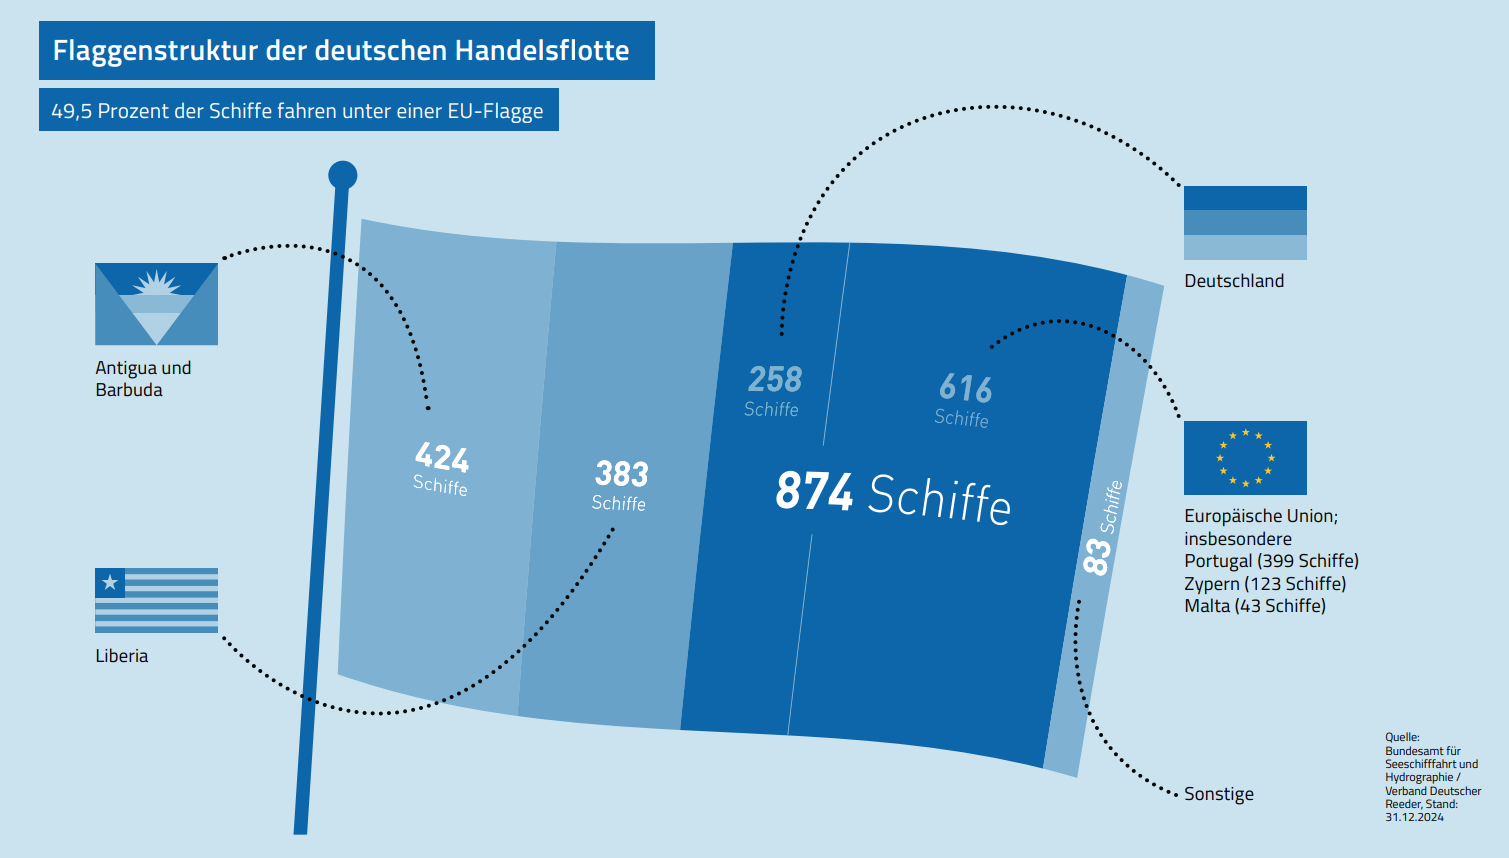 Flaggenstruktur der deutschen Handelsflotte
49,5 Prozent der Schiffe fahren unter einer EU-Flagge
Antigua und
Barbuda
Liberia
424
Schiffe
383
Schiffe
258
Schiffe
616
Schiffe
874 Schiffe
83 Schiffe
Deutschland
Europäische Union;
insbesondere
Portugal (399 Schiffe)
Zypern (123 Schiffe)
Malta (43 Schiffe)
Sonstige
Quelle:
Bundesamt für
Seeschifffahrt und
Hydrographie /
Verband Deutscher
Reeder, Stand:
31.12.2024